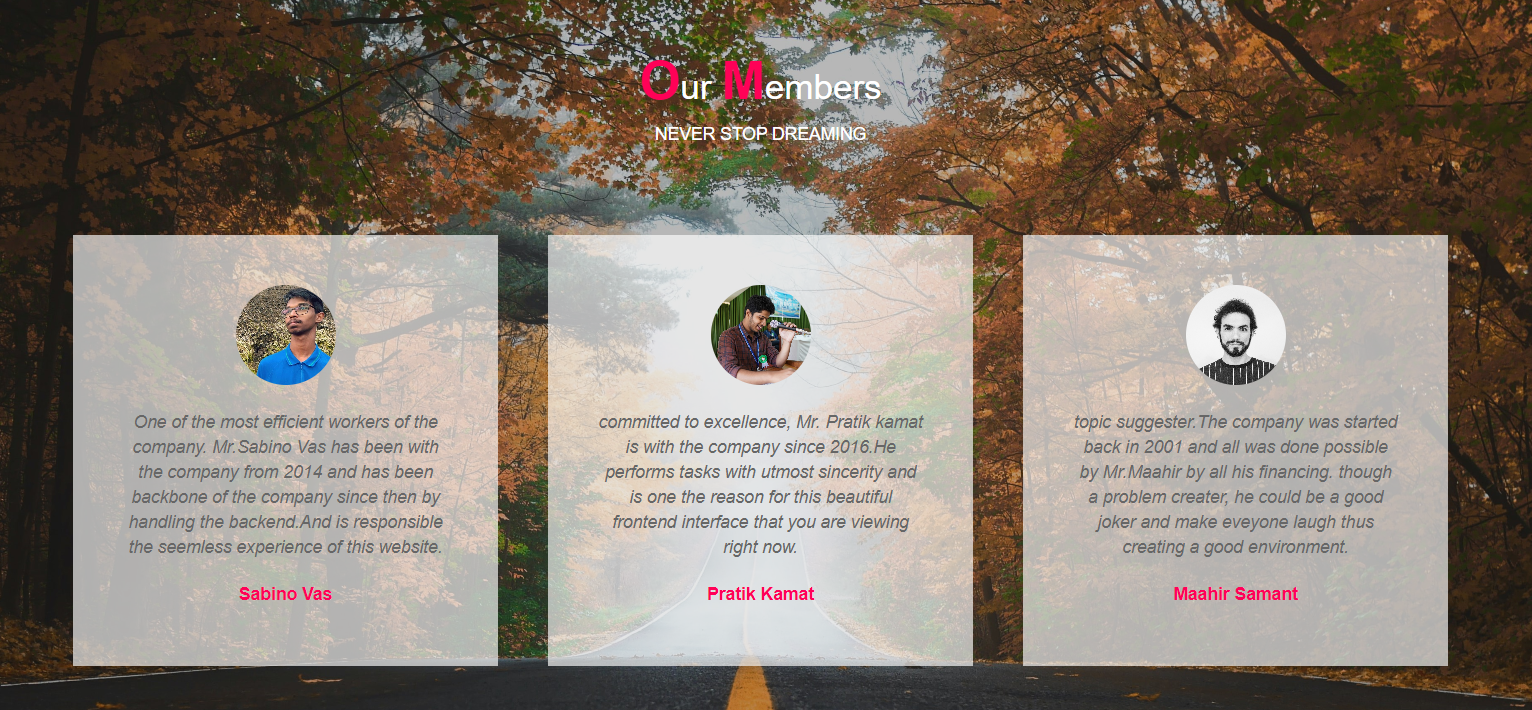 Our Members
NEVER STOP DREAMING
One of the most efficient workers of the
company. Mr.Sabino Vas has been with
the company from 2014 and has been
backbone of the company since then by
handling the backend.And is responsible
the seemless experience of this website.
Sabino Vas
committed to excellence, Mr. Pratik kamat
is with the company since 2016.He
performs tasks with utmost sincerity and
is one the reason for this beautiful
frontend interface that you are viewing
right now.
Pratik Kamat
topic suggester.The company was started
back in 2001 and all was done possible
by Mr.Maahir by all his financing. though
a problem creater, he could be a good
joker and make eveyone laugh thus
creating a good environment.
Maahir Samant